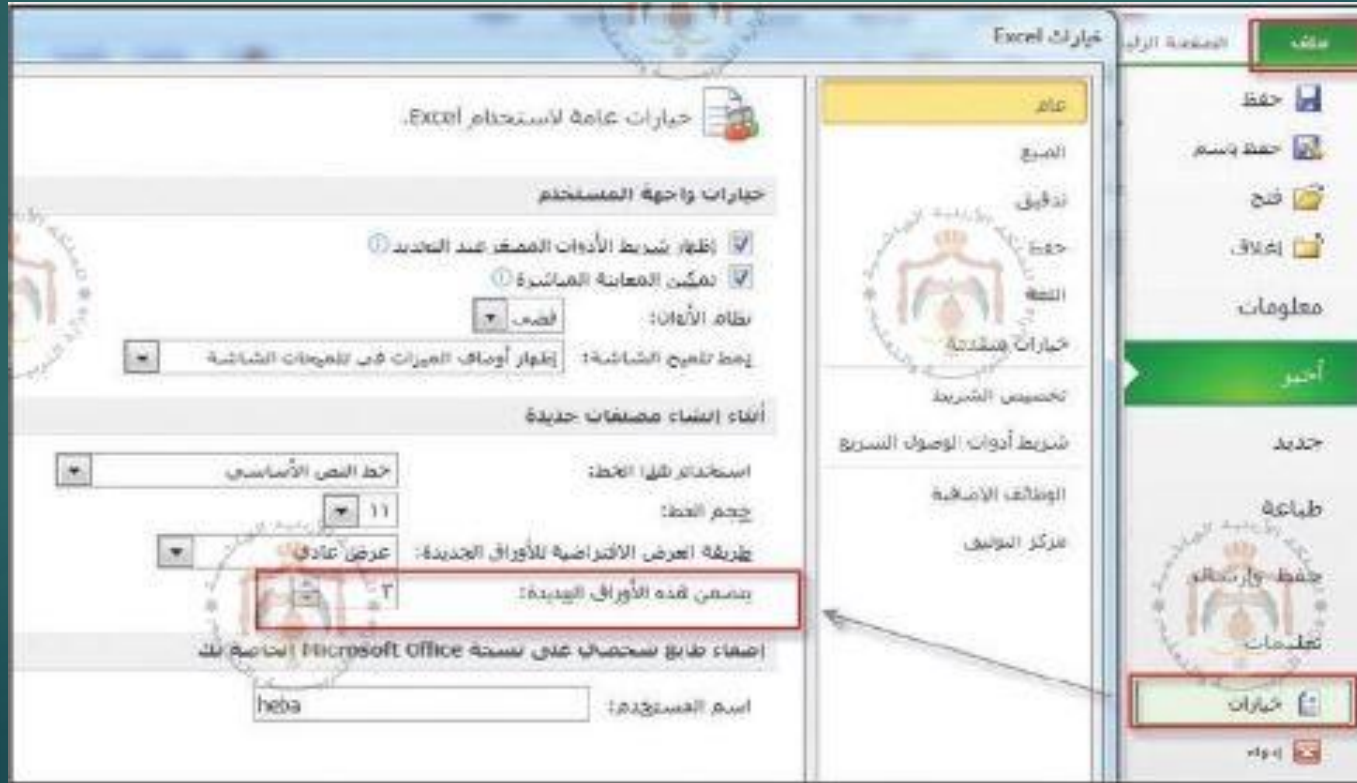 ملف
الصفحة الرئيـ
حفظ
حفظ باسم
فتح
إغلاق
معلومات
أخير
جديد
طباعة
حفظ وإرسال
تعليمات
خيارات
إنهاء
خيارات Excel
عام
الصيغ
تدقيق
حفظ
اللغة
خيارات متقدمة
تخصيص الشريط
شريط أدوات الوصول السريع
الوظائف الإضافية
مركز التوثيق
خيارات عامة لاستخدام Excel.
خيارات واجهة المستخدم
إظهار شريط الأدوات المصغر عند التحديد
تمكين المعاينة المباشرة
نظام الألوان: فضي
نمط تلميح الشاشة: إظهار أوصاف الميزات في تلميحات الشاشة
أثناء إنشاء مصنفات جديدة
استخدام هذا الخط: خط النص الأساسي
حجم الخط: ١١
طريقة العرض الافتراضية للأوراق الجديدة: عرض عادي
يتضمن هذه الأوراق العديدة: ٣
إضفاء طابع شخصي على نسخة Microsoft Office الخاصة بك
اسم المستخدم: heba